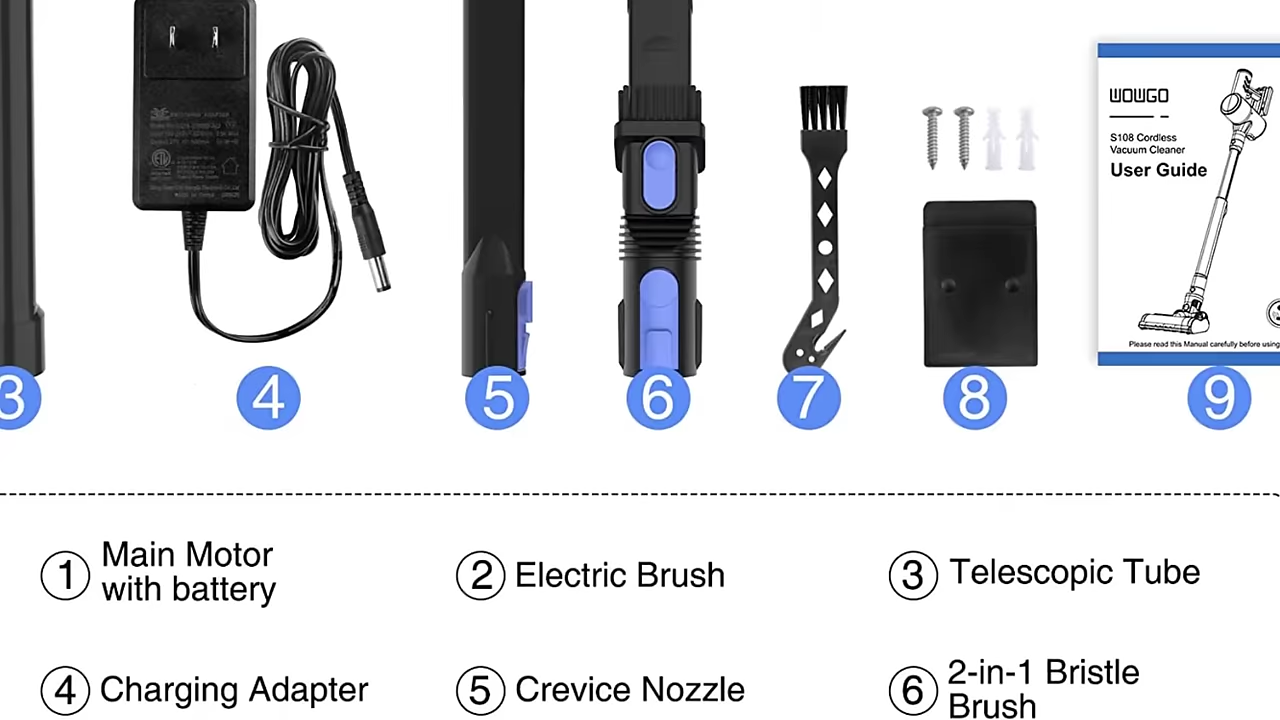 WOWGO
S108 Cordless
Vacuum Cleaner
User Guide
Please read this Manual carefully before using
3
4
5
6
7
8
9
1 Main Motor
with battery
2 Electric Brush
3 Telescopic Tube
4 Charging Adapter
5 Crevice Nozzle
6 2-in-1 Bristle
Brush